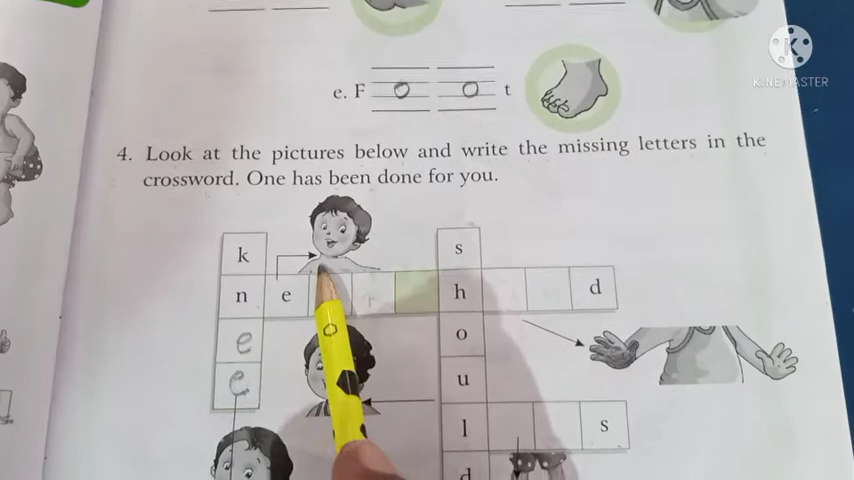 KINEMASTER
e. F o o t
4. Look at the pictures below and write the missing letters in the
crossword. One has been done for you.
k s
n e r h d
e o
e u
l s
d